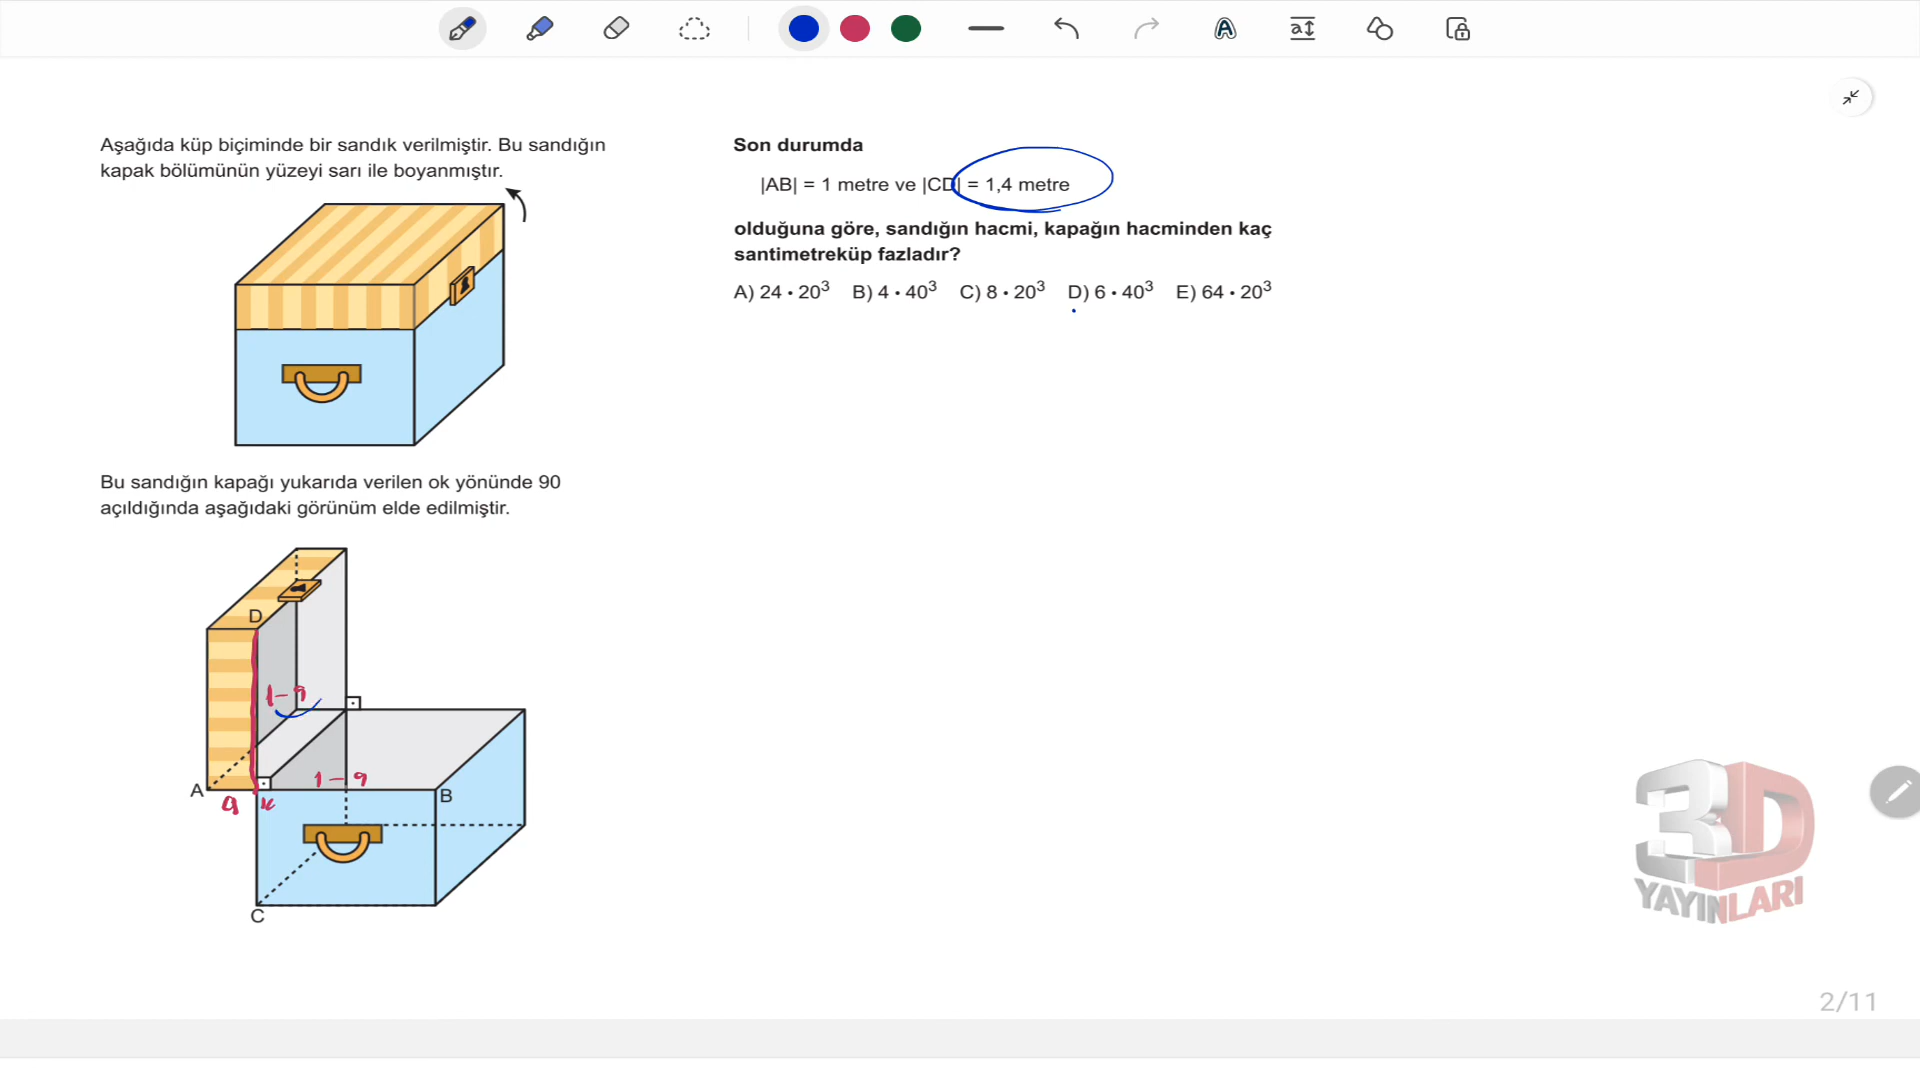 Aşağıda küp biçiminde bir sandık verilmiştir. Bu sandığın
kapak bölümünün yüzeyi sarı ile boyanmıştır.
Bu sandığın kapağı yukarıda verilen ok yönünde 90
açıldığında aşağıdaki görünüm elde edilmiştir.
D
1-a
1-a
A
B
a
C
Son durumda
|AB| = 1 metre ve |CD| = 1,4 metre
olduğuna göre, sandığın hacmi, kapağın hacminden kaç
santimetreküp fazladır?
A) 24 • 20³ B) 4 • 40³ C) 8 • 20³ D) 6 • 40³ E) 64 • 20³
3D
YAYINLARI
2/11